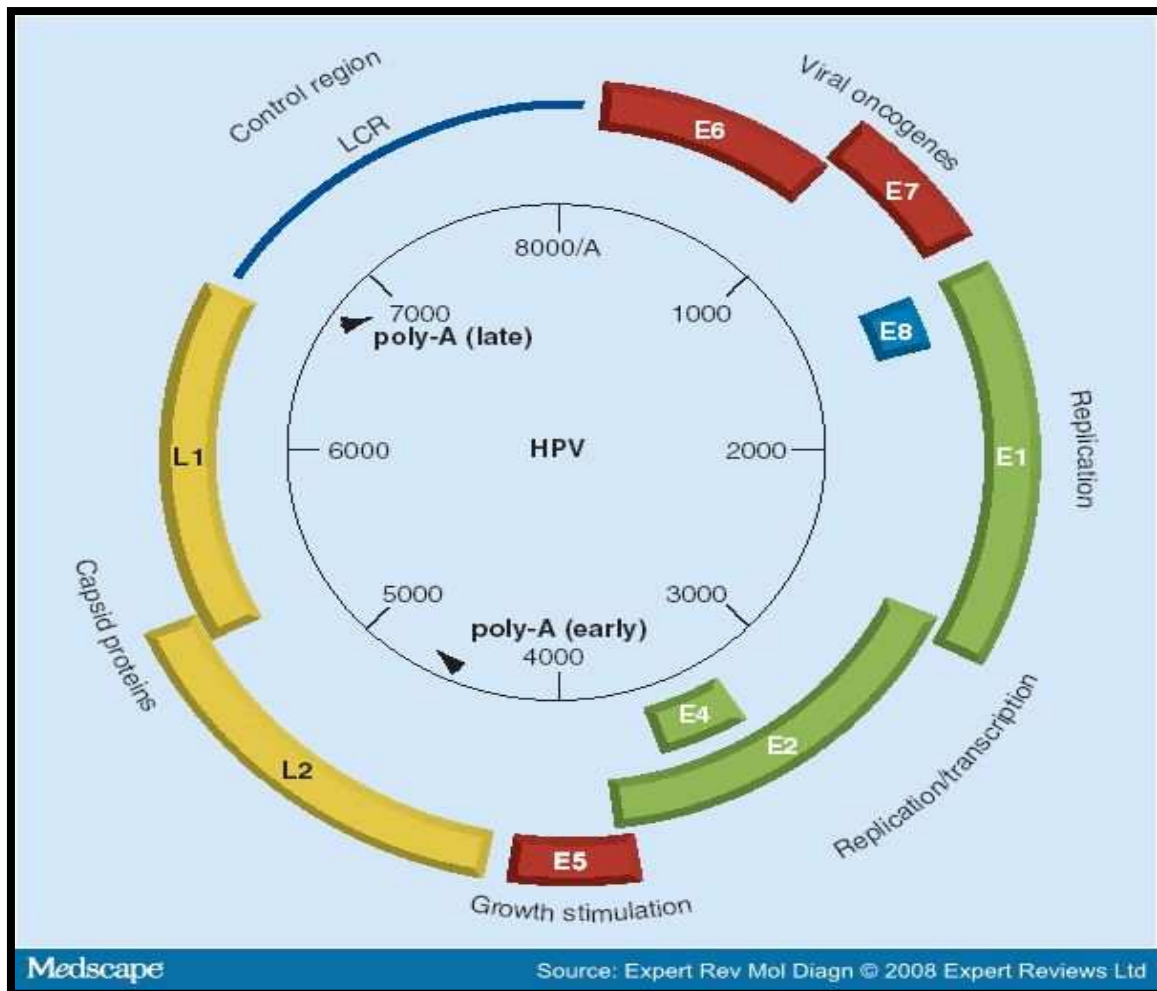 Control region
LCR
Viral oncogenes
E6
E7
8000/A
7000
1000
poly-A (late)
E8
L1
6000
HPV
2000
E1
Replication
Capsid proteins
5000
3000
poly-A (early)
4000
E4
E2
L2
Replication/transcription
E5
Growth stimulation
Medscape
Source: Expert Rev Mol Diagn © 2008 Expert Reviews Ltd